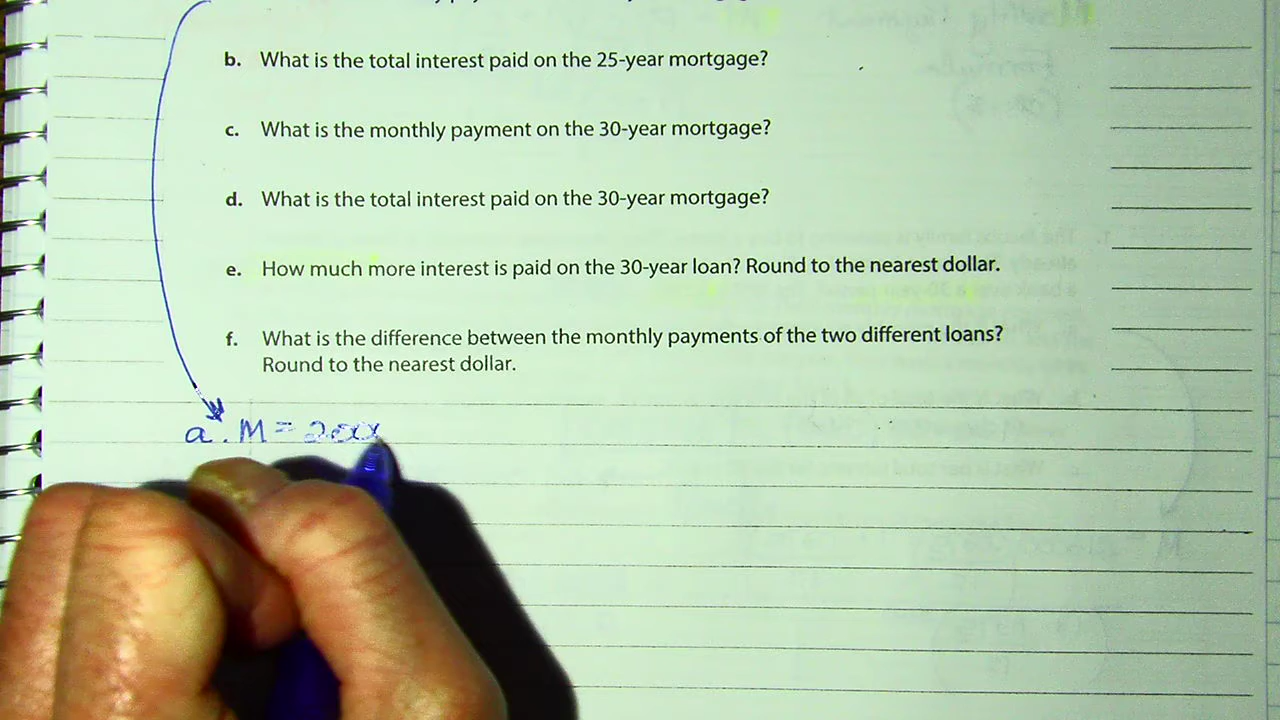 b. What is the total interest paid on the 25-year mortgage?
c. What is the monthly payment on the 30-year mortgage?
d. What is the total interest paid on the 30-year mortgage?
e. How much more interest is paid on the 30-year loan? Round to the nearest dollar.
f. What is the difference between the monthly payments of the two different loans?
Round to the nearest dollar.
a. M = 200